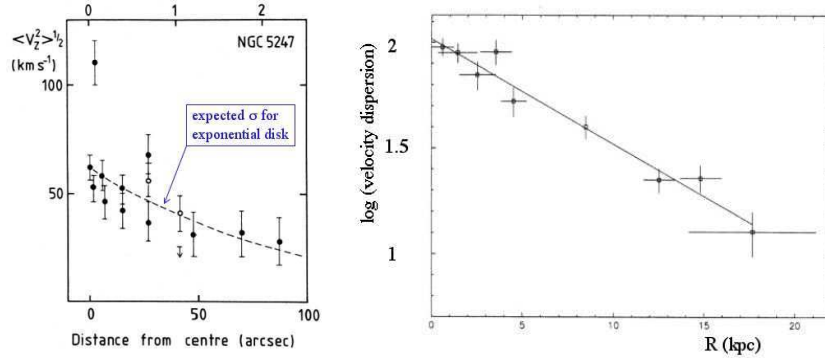 0 1 2
<V_Z^2>^1/2
NGC 5247
(km s⁻¹)
100
expected σ for
exponential disk
50
0 50 100
Distance from centre (arcsec)
log (velocity dispersion)
2
1.5
1
0 5 10 15 20
R (kpc)